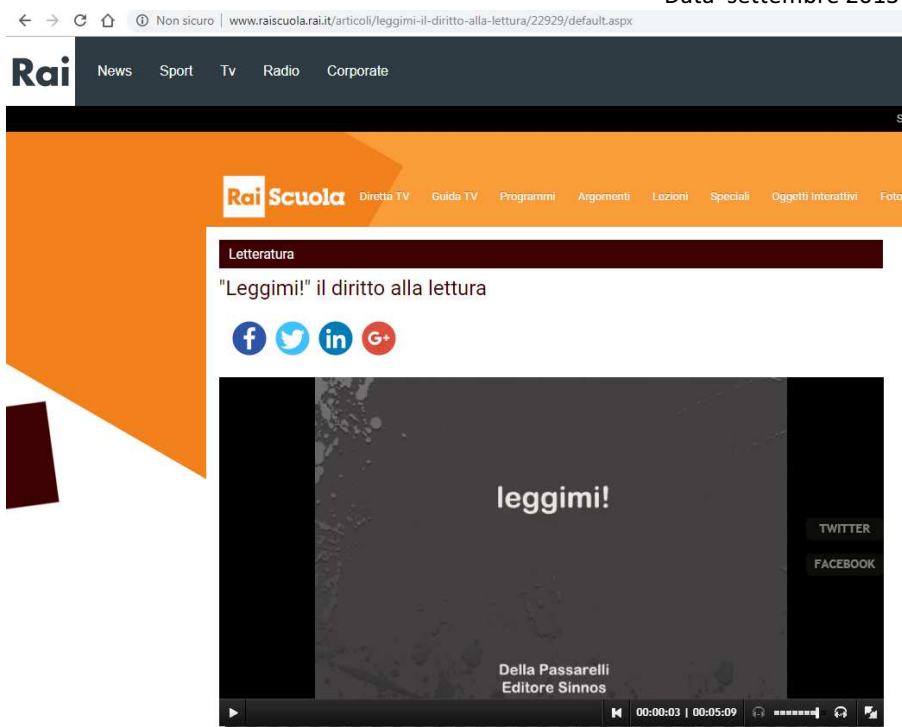 Data settembre 2013
Non sicuro | www.raiscuola.rai.it/articoli/leggimi-il-diritto-alla-lettura/22929/default.aspx
Rai News Sport Tv Radio Corporate
S
Rai Scuola Diretta TV Guida TV Programmi Argomenti Lezioni Speciali Oggetti Interattivi Foto
Letteratura
"Leggimi!" il diritto alla lettura
f in G+
leggimi!
TWITTER
FACEBOOK
Della Passarelli
Editore Sinnos
00:00:03 | 00:05:09